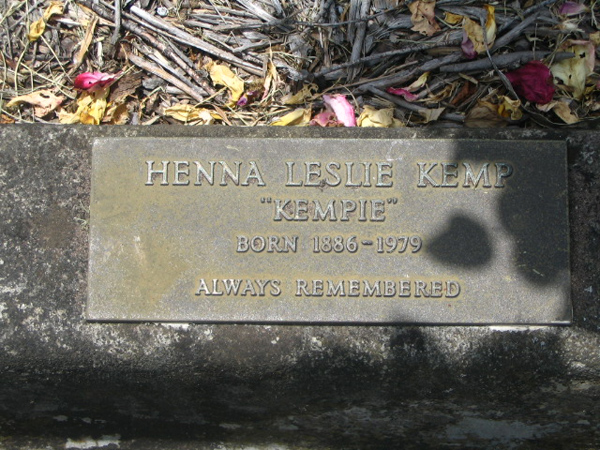 HENNA LESLIE KEMP
"KEMPIE"
BORN 1886-1979
ALWAYS REMEMBERED